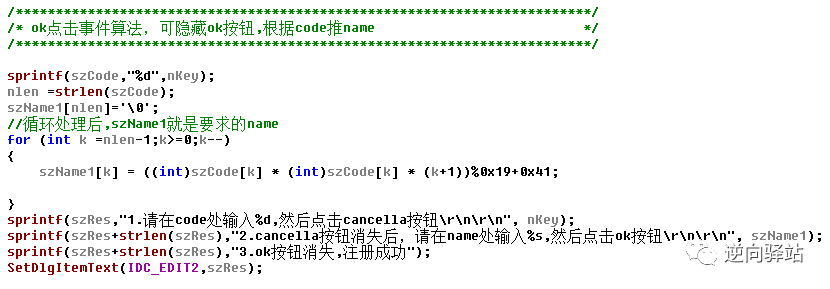 /***********************************************************************/
/* ok点击事件算法，可隐藏ok按钮,根据code推name */
/***********************************************************************/
sprintf(szCode,"%d",nKey);
nlen =strlen(szCode);
szName1[nlen]='\0';
//循环处理后,szName1就是要求的name
for (int k =nlen-1;k>=0;k--)
{
szName1[k] = ((int)szCode[k] * (int)szCode[k] * (k+1))%0x19+0x41;
}
sprintf(szRes,"1.请在code处输入%d,然后点击cancella按钮\r\n\r\n", nKey);
sprintf(szRes+strlen(szRes),"2.cancella按钮消失后，请在name处输入%s,然后点击ok按钮\r\n\r\n", szName1);
sprintf(szRes+strlen(szRes),"3.ok按钮消失,注册成功");
SetDlgItemText(IDC_EDIT2,szRes);
逆向驿站